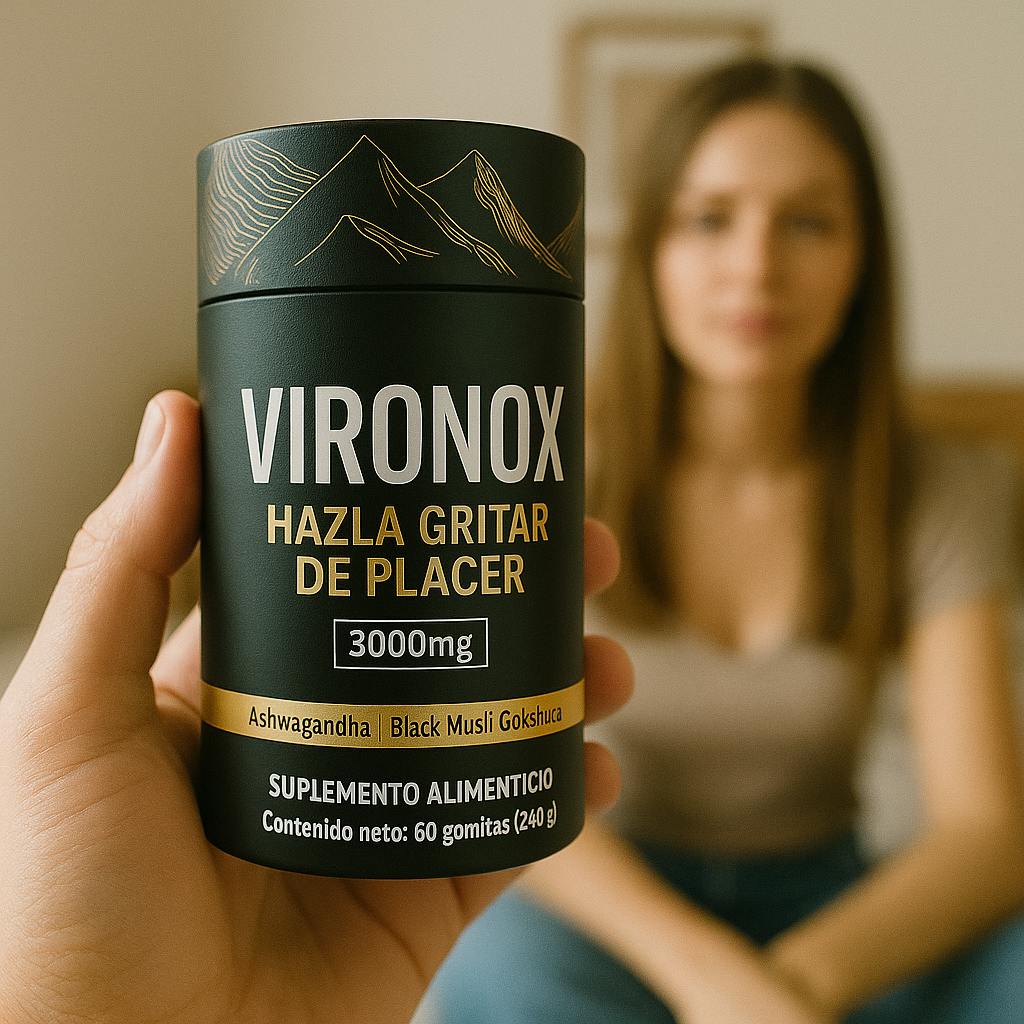 VIRONOX
HAZLA GRITAR
DE PLACER
3000mg
Ashwagandha | Black Musli Gokshuca
SUPLEMENTO ALIMENTICIO
Contenido neto: 60 gomitas (240 g)